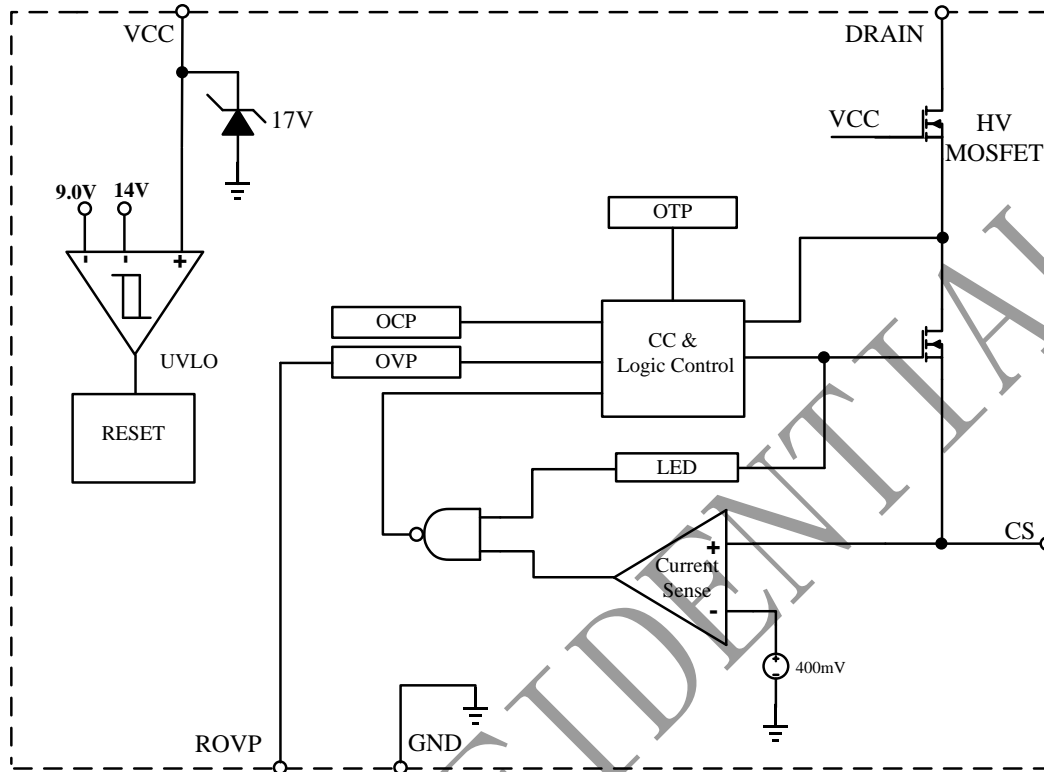 VCC
DRAIN
17V
VCC
HV
MOSFET
9.0V
14V
-
-
+
OTP
OCP
OVP
CC &
Logic Control
UVLO
RESET
LED
CS
+
Current
Sense
-
+
-
400mV
ROVP
GND
IDENTIAL